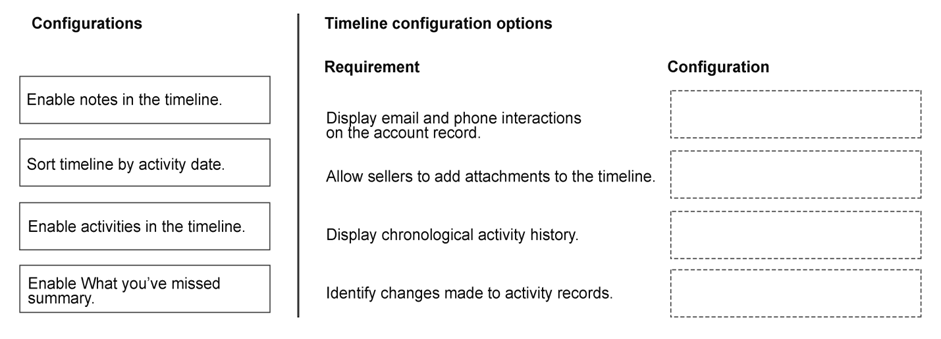 Configurations
Enable notes in the timeline.
Sort timeline by activity date.
Enable activities in the timeline.
Enable What you've missed
summary.
Timeline configuration options
Requirement
Configuration
Display email and phone interactions
on the account record.
Allow sellers to add attachments to the timeline.
Display chronological activity history.
Identify changes made to activity records.